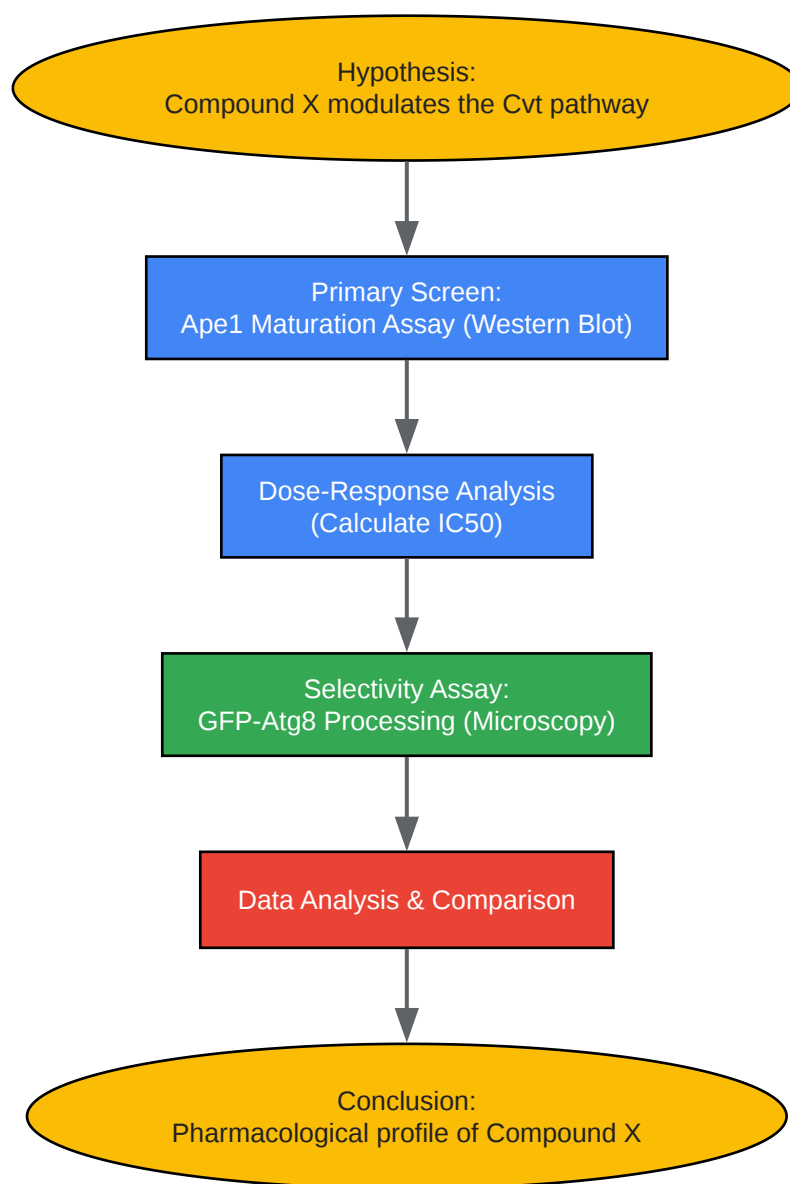 Hypothesis:
Compound X modulates the Cvt pathway
Primary Screen:
Ape1 Maturation Assay (Western Blot)
Dose-Response Analysis
(Calculate IC50)
Selectivity Assay:
GFP-Atg8 Processing (Microscopy)
Data Analysis & Comparison
Conclusion:
Pharmacological profile of Compound X